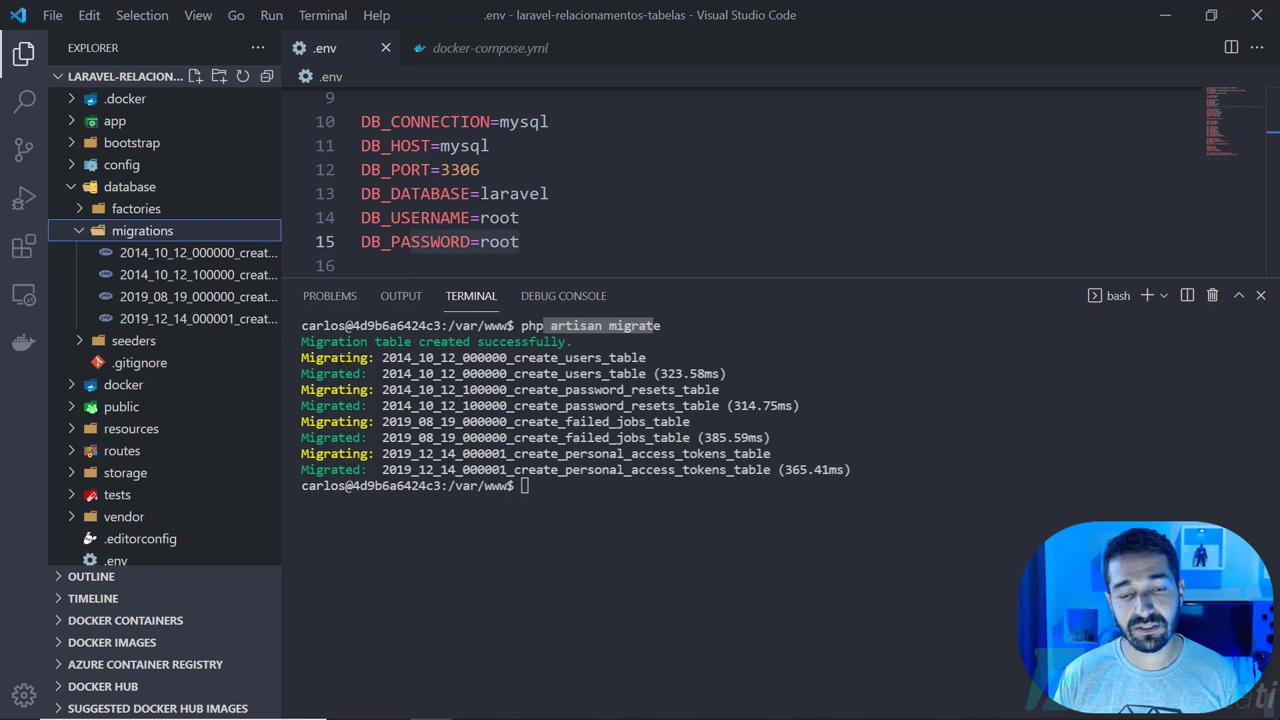 File Edit Selection View Go Run Terminal Help .env - laravel-relacionamentos-tabelas - Visual Studio Code
EXPLORER
.env
docker-compose.yml
LARAVEL-RELACION...
.docker
app
bootstrap
config
database
factories
migrations
2014_10_12_000000_creat...
2014_10_12_100000_creat...
2019_08_19_000000_creat...
2019_12_14_000001_creat...
seeders
.gitignore
docker
public
resources
routes
storage
tests
vendor
.editorconfig
.env
OUTLINE
TIMELINE
DOCKER CONTAINERS
DOCKER IMAGES
AZURE CONTAINER REGISTRY
DOCKER HUB
SUGGESTED DOCKER HUB IMAGES
.env
9
10 DB_CONNECTION=mysql
11 DB_HOST=mysql
12 DB_PORT=3306
13 DB_DATABASE=laravel
14 DB_USERNAME=root
15 DB_PASSWORD=root
16
PROBLEMS OUTPUT TERMINAL DEBUG CONSOLE bash
carlos@4d9b6a6424c3:/var/www$ php artisan migrate
Migration table created successfully.
Migrating: 2014_10_12_000000_create_users_table
Migrated: 2014_10_12_000000_create_users_table (323.58ms)
Migrating: 2014_10_12_100000_create_password_resets_table
Migrated: 2014_10_12_100000_create_password_resets_table (314.75ms)
Migrating: 2019_08_19_000000_create_failed_jobs_table
Migrated: 2019_08_19_000000_create_failed_jobs_table (385.59ms)
Migrating: 2019_12_14_000001_create_personal_access_tokens_table
Migrated: 2019_12_14_000001_create_personal_access_tokens_table (365.41ms)
carlos@4d9b6a6424c3:/var/www$